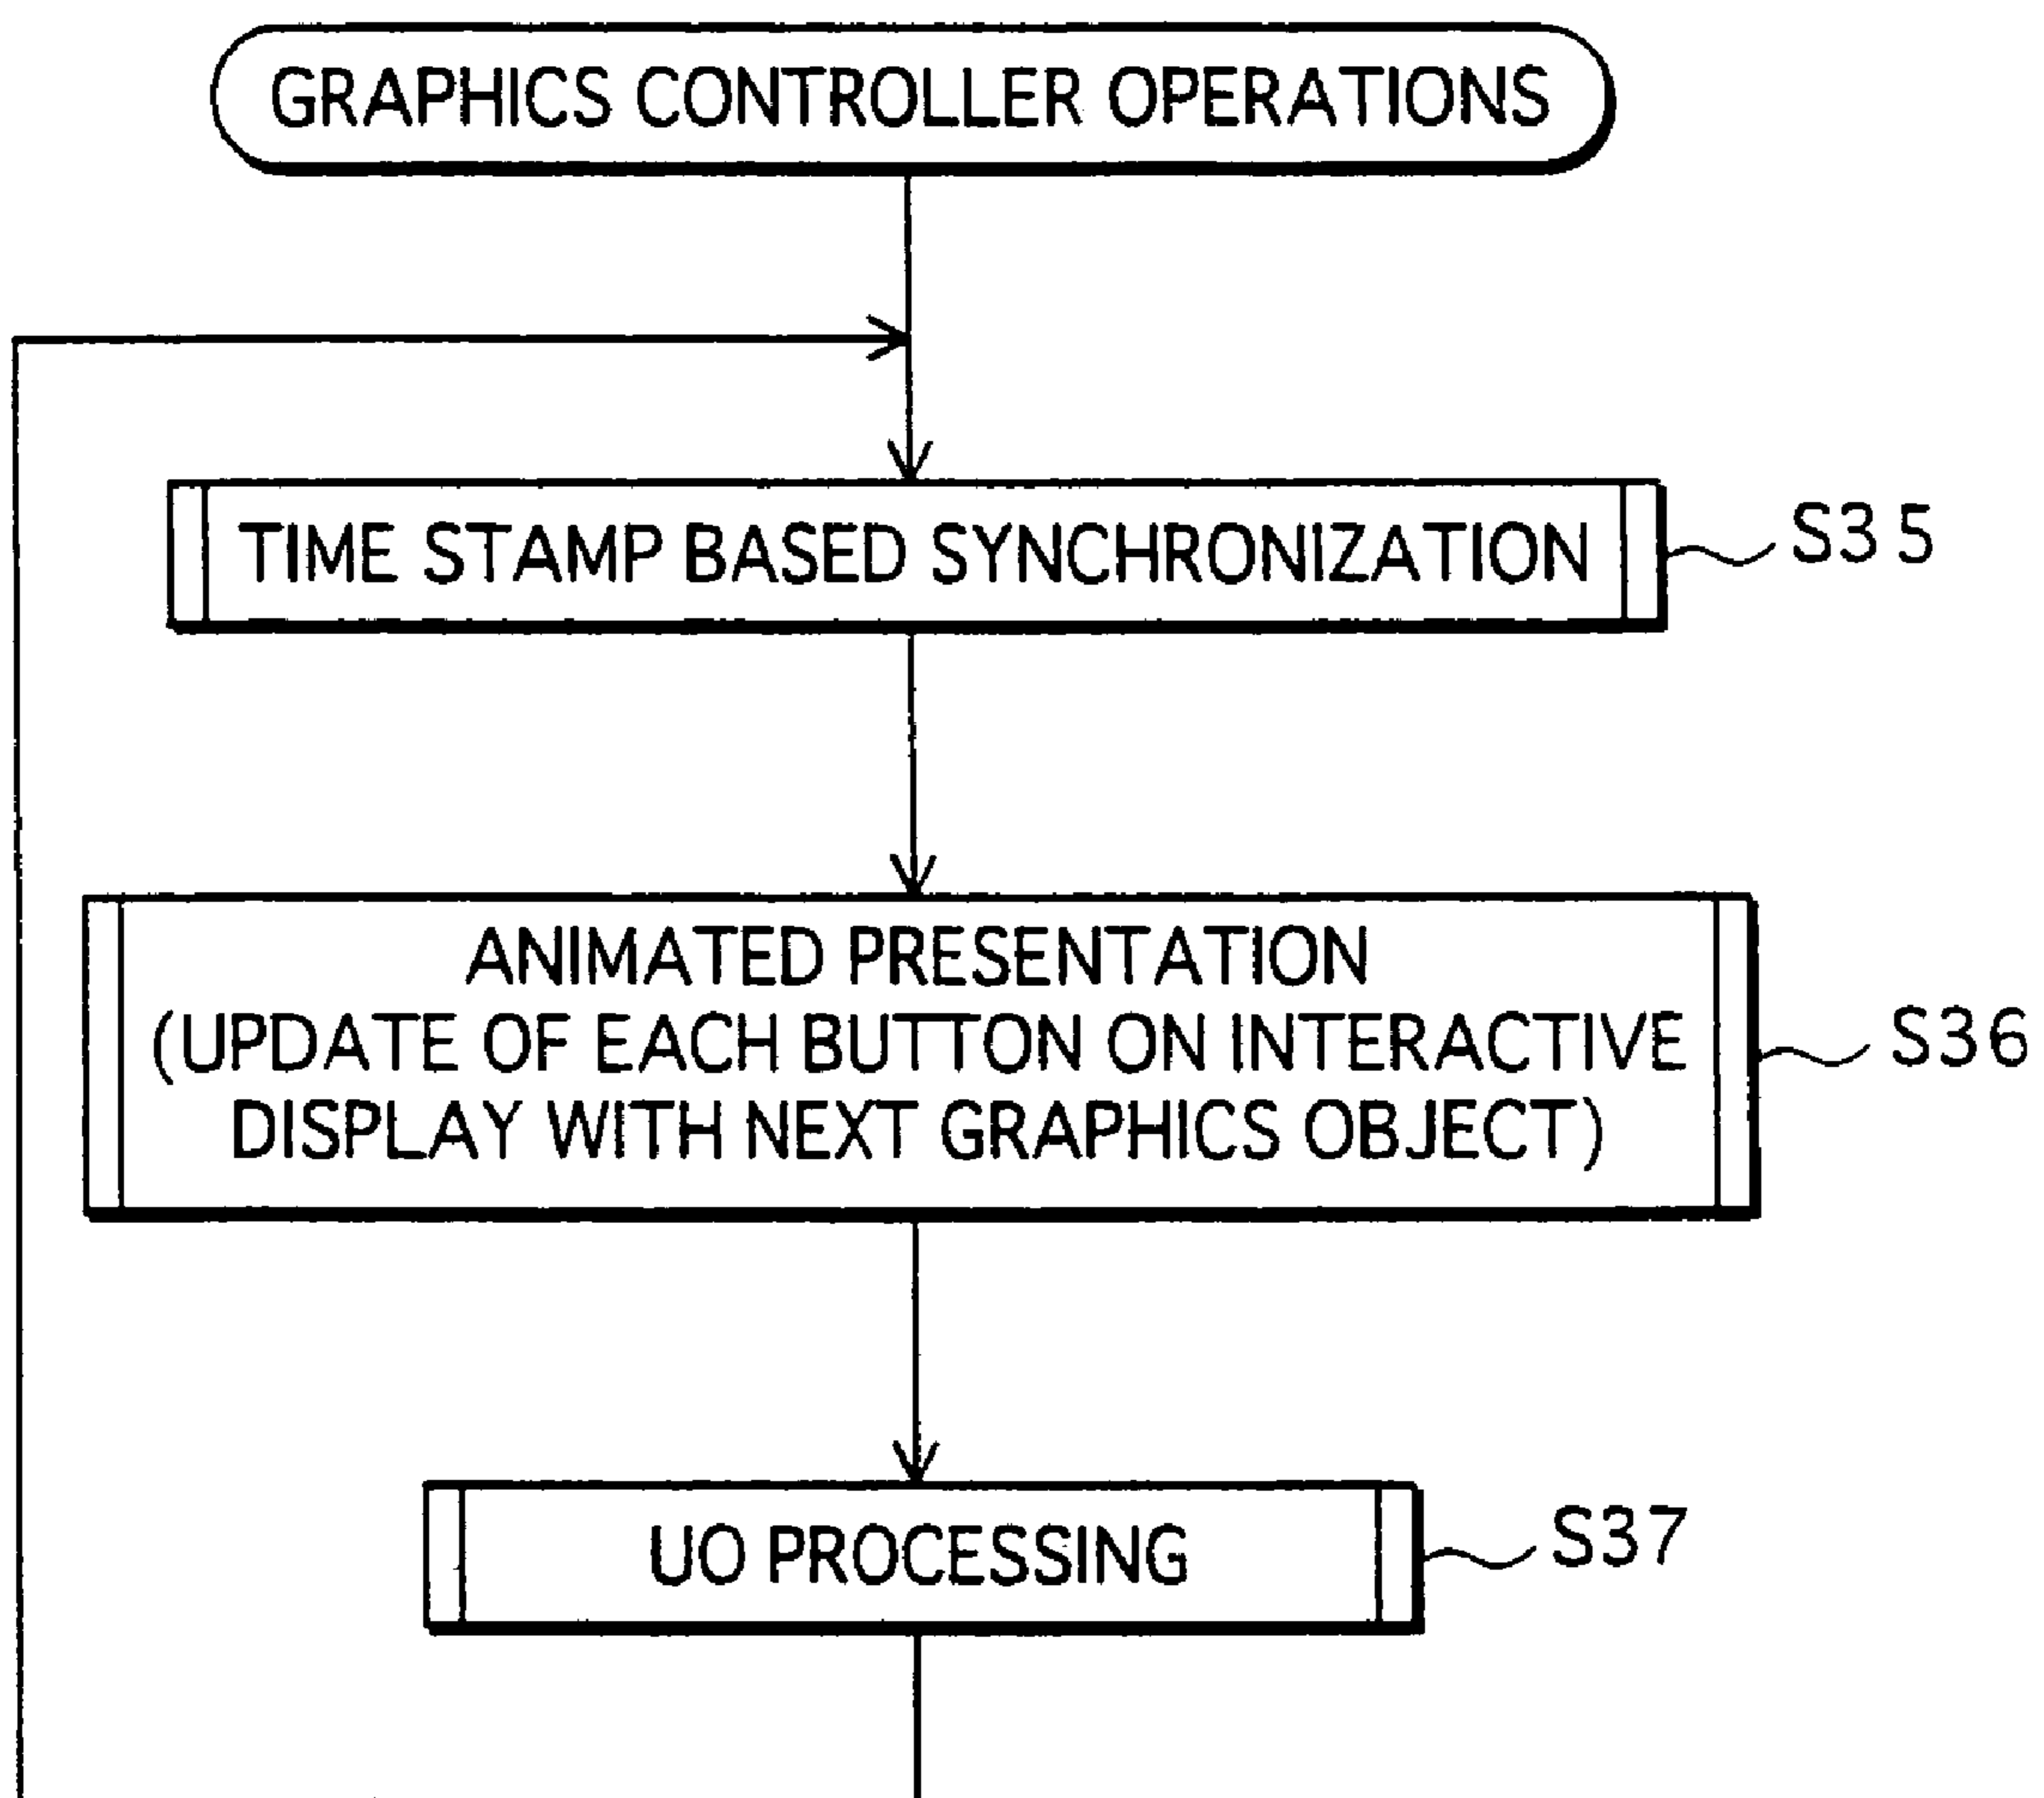 GRAPHICS CONTROLLER OPERATIONS
TIME STAMP BASED SYNCHRONIZATION
S35
ANIMATED PRESENTATION
(UPDATE OF EACH BUTTON ON INTERACTIVE
DISPLAY WITH NEXT GRAPHICS OBJECT)
S36
UO PROCESSING
S37